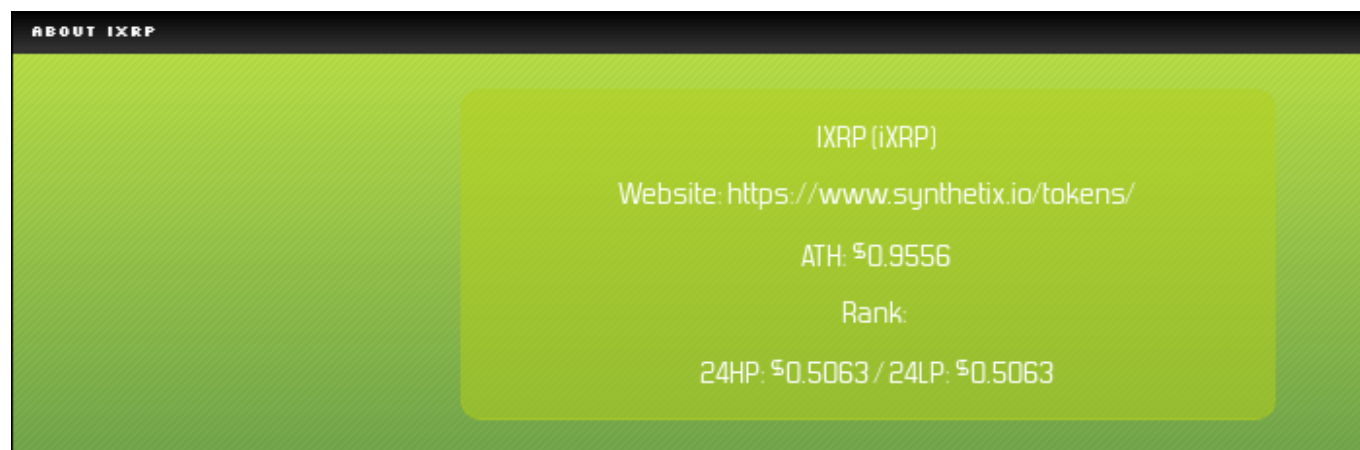 ABOUT IXRP
IXRP (iXRP)
Website: https://www.synthetix.io/tokens/
ATH: $0.9556
Rank:
24HP: $0.5063 / 24LP: $0.5063